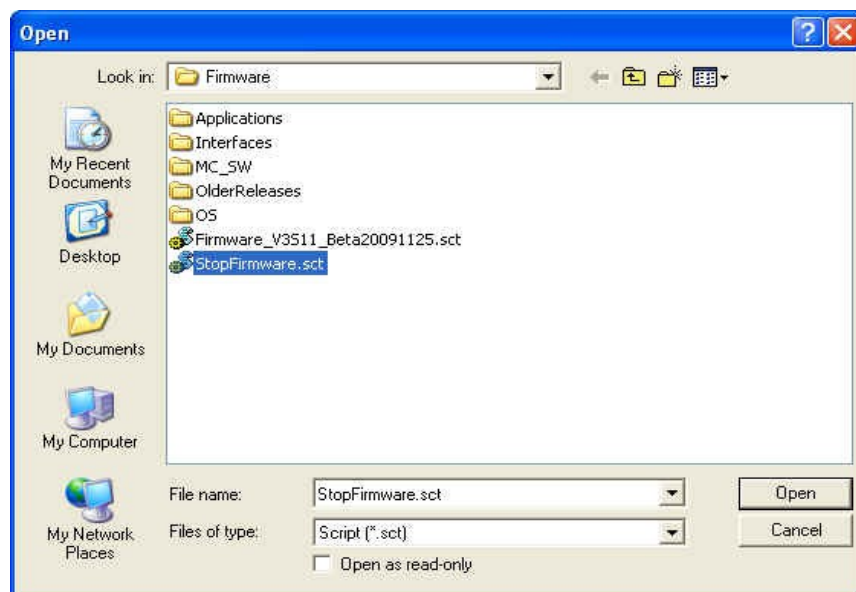 Open
Look in: Firmware
My Recent Documents
Desktop
My Documents
My Computer
My Network Places
Applications
Interfaces
MC_SW
OlderReleases
OS
Firmware_V3S11_Beta20091125.sct
StopFirmware.sct
File name: StopFirmware.sct Open
Files of type: Script (*.sct) Cancel
Open as read-only